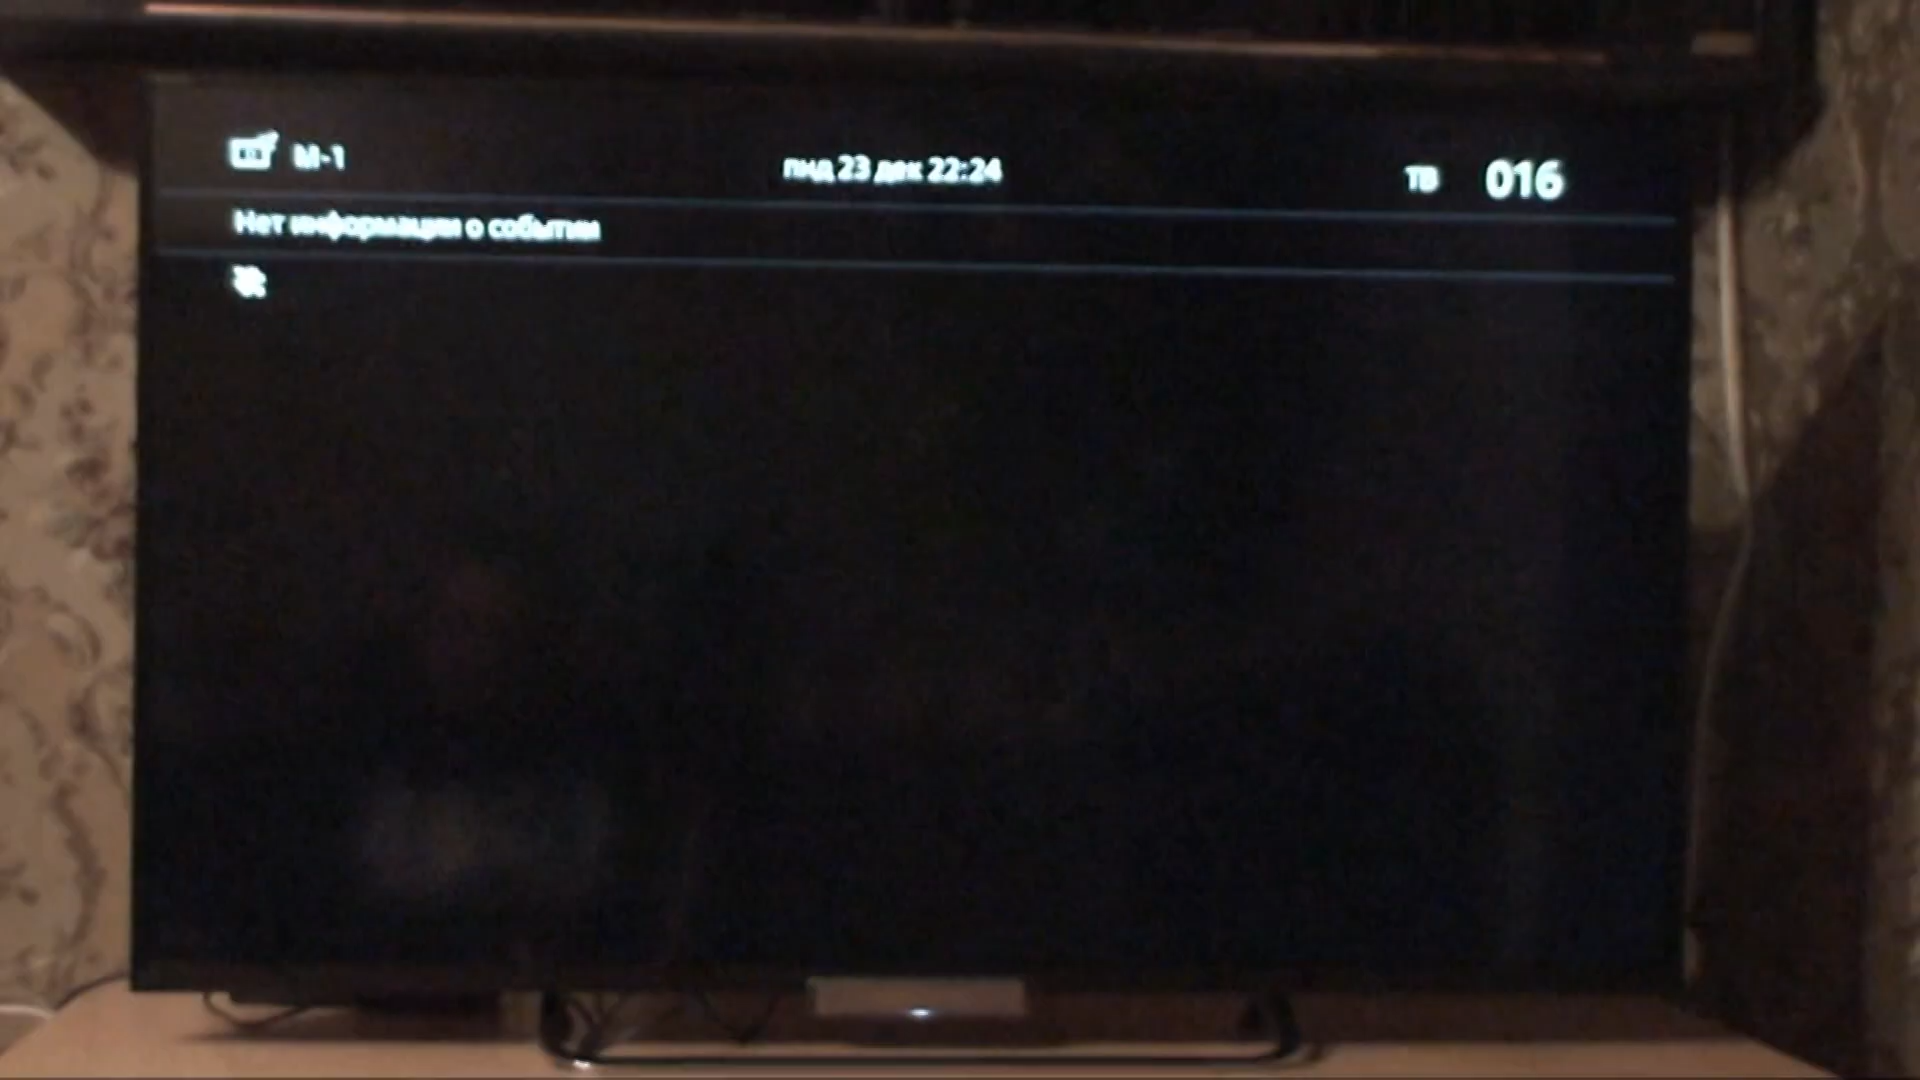 М-1
пнд 23 дек 22:24
ТВ 016
Нет информации о событии